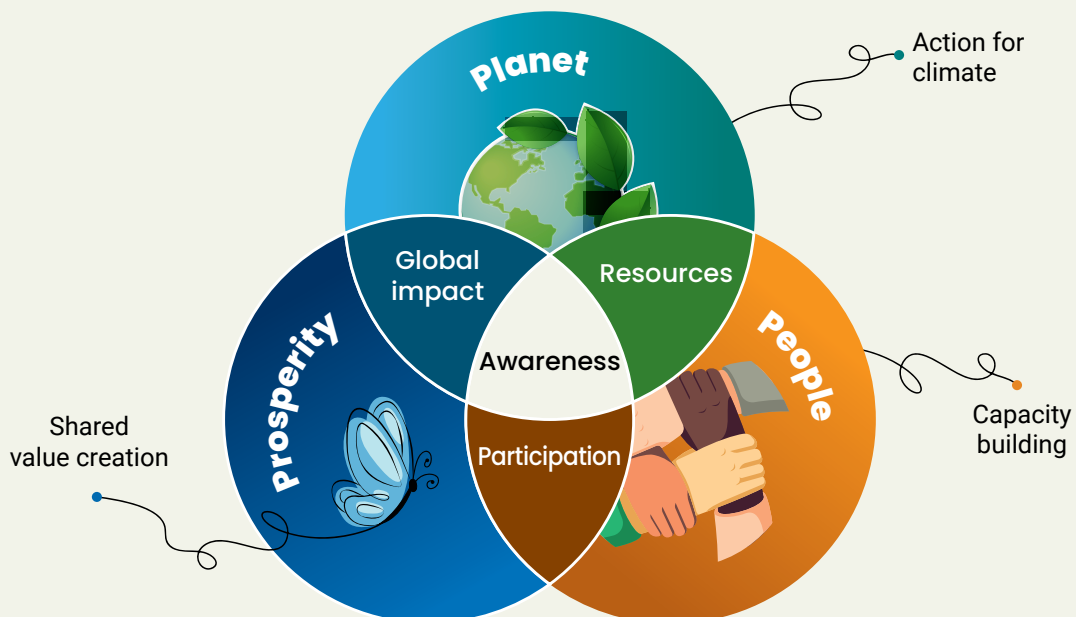 Planet
Action for
climate
Global
impact
Resources
Prosperity
People
Awareness
Shared
value creation
Participation
Capacity
building